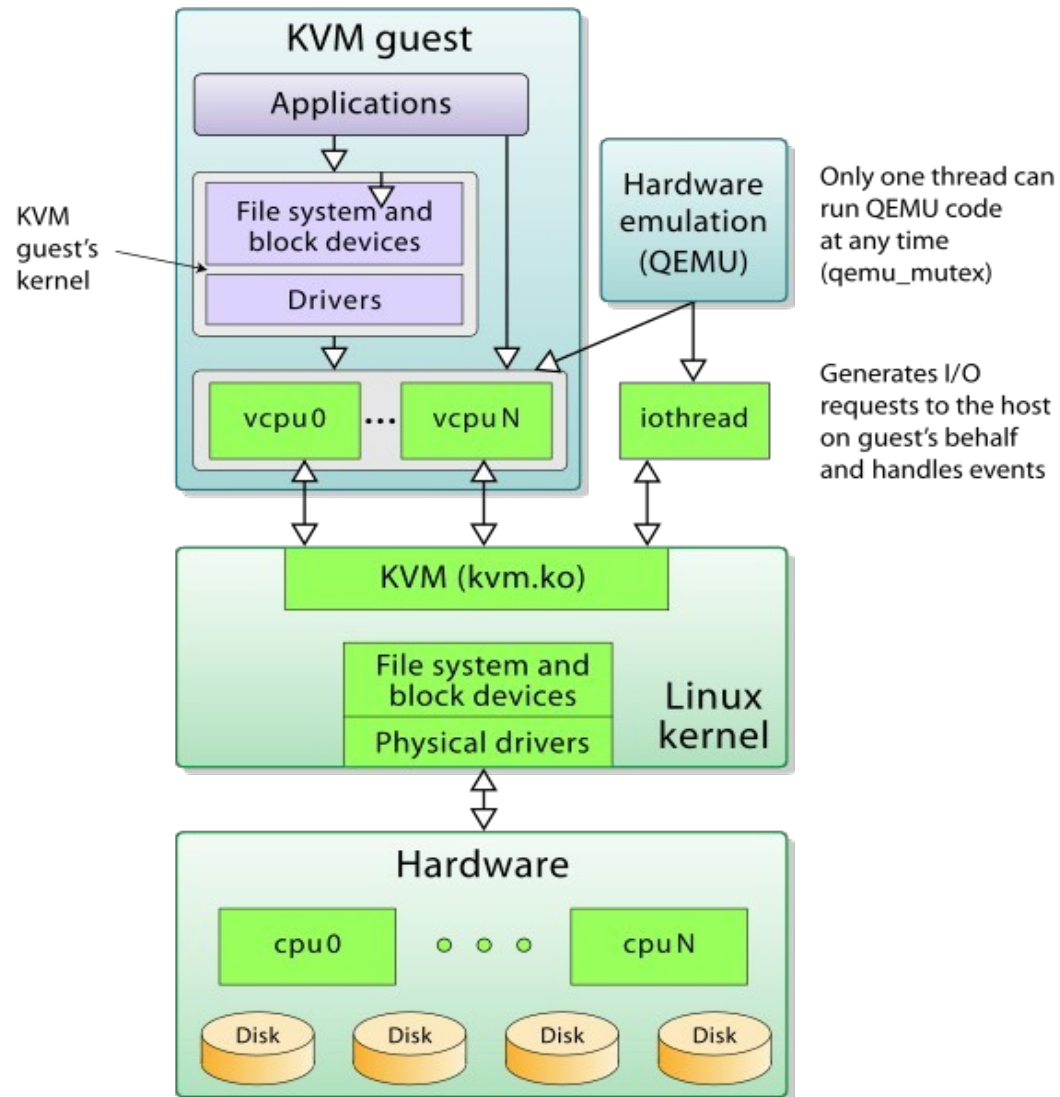 KVM guest
Applications
KVM
guest's
kernel
File system and
block devices
Drivers
vcpu0
...
vcpuN
Hardware
emulation
(QEMU)
Only one thread can
run QEMU code
at any time
(qemu_mutex)
iothread
Generates I/O
requests to the host
on guest's behalf
and handles events
KVM (kvm.ko)
File system and
block devices
Physical drivers
Linux
kernel
Hardware
cpu0
cpuN
Disk
Disk
Disk
Disk